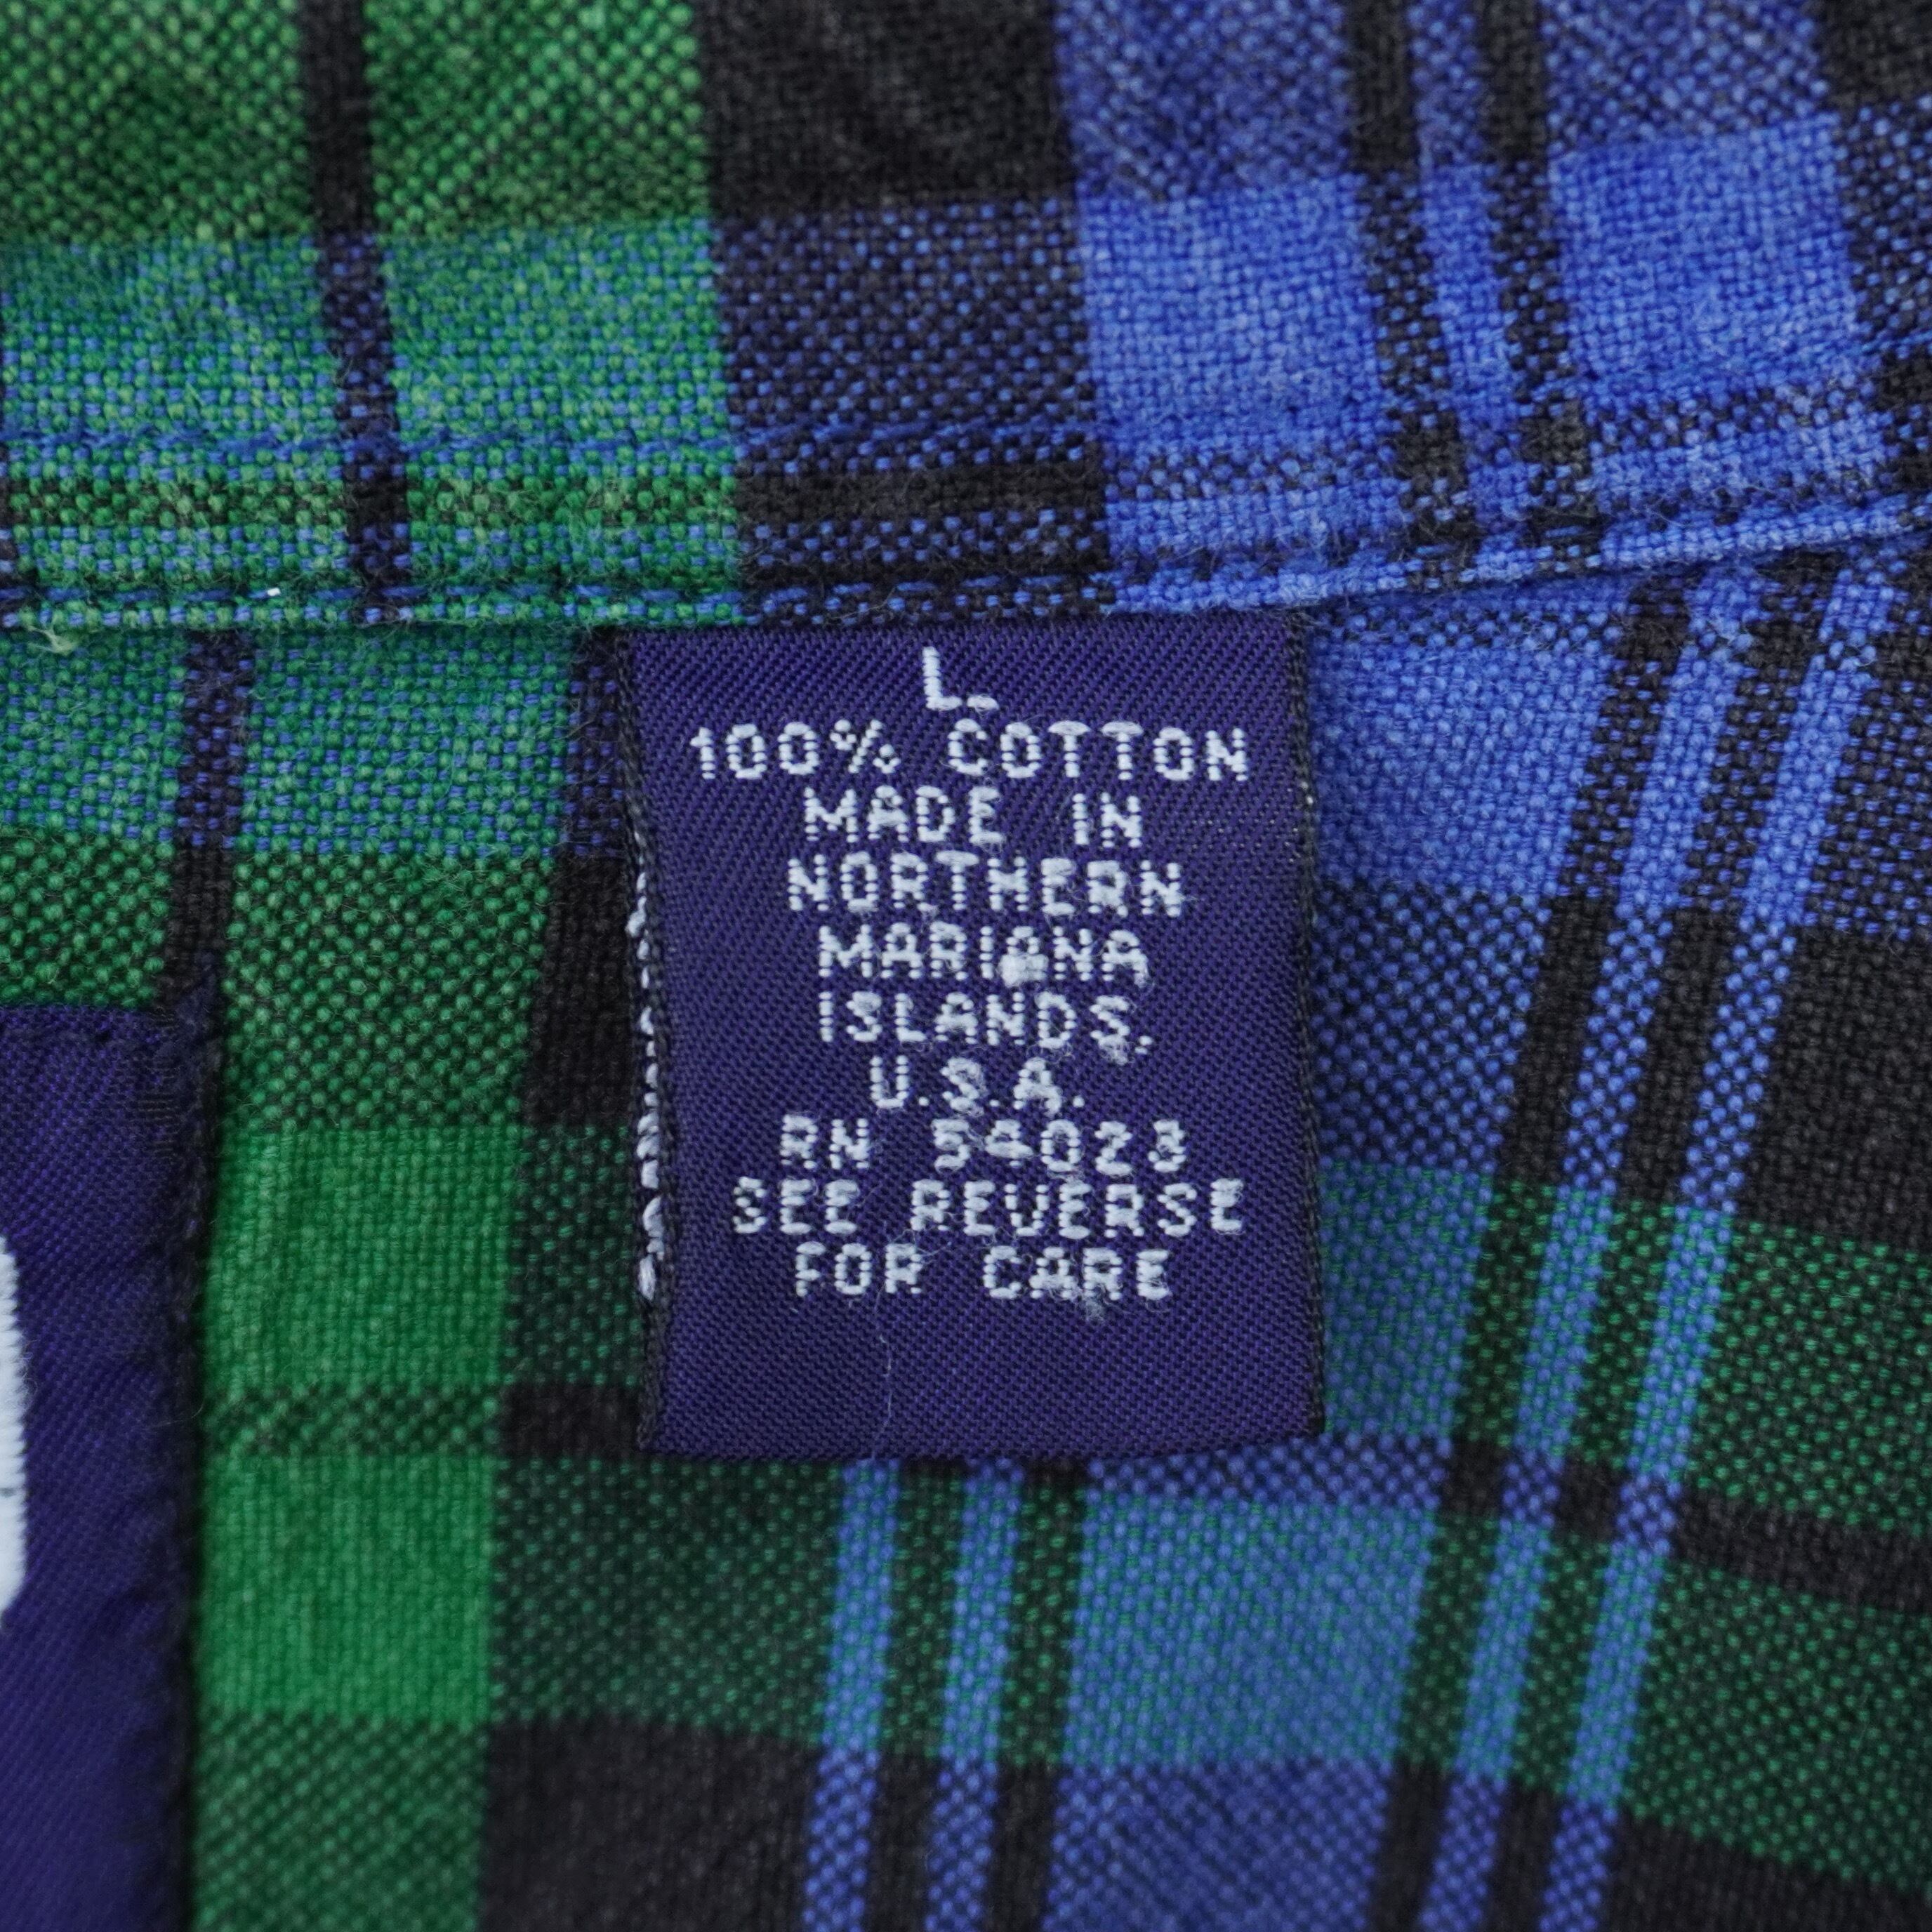 L.
100% COTTON
MADE IN
NORTHERN
MARIANA
ISLANDS,
U.S.A.
RN 54023
SEE REVERSE
FOR CARE